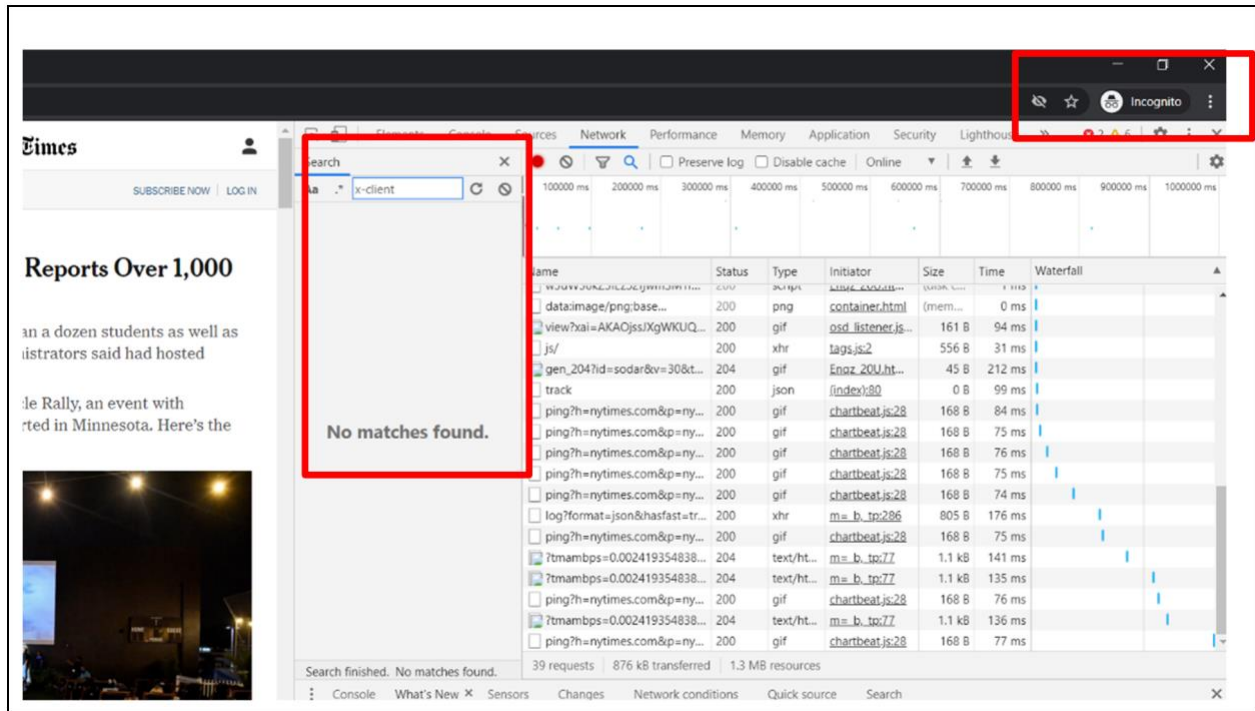 Incognito
Times
SUBSCRIBE NOW | LOG IN
Reports Over 1,000
an a dozen students as well as
istrators said had hosted
le Rally, an event with
rted in Minnesota. Here's the
Elements Console Sources Network Performance Memory Application Security Lighthous » 2 6
Search
Aa .* x-client
No matches found.
Search finished. No matches found.
Preserve log Disable cache Online
100000 ms 200000 ms 300000 ms 400000 ms 500000 ms 600000 ms 700000 ms 800000 ms 900000 ms 1000000 ms
Name Status Type Initiator Size Time Waterfall
200 script 1 ms
data:image/png;base... 200 png container.html (mem... 0 ms
view?xai=AKAOjssJXgWKUQ... 200 gif osd_listener.js... 161 B 94 ms
js/ 200 xhr tags.js:2 556 B 31 ms
gen_204?id=sodar&v=30&t... 204 gif Enqz_20U.ht... 45 B 212 ms
track 200 json (index):80 0 B 99 ms
ping?h=nytimes.com&p=ny... 200 gif chartbeat.js:28 168 B 84 ms
ping?h=nytimes.com&p=ny... 200 gif chartbeat.js:28 168 B 75 ms
ping?h=nytimes.com&p=ny... 200 gif chartbeat.js:28 168 B 76 ms
ping?h=nytimes.com&p=ny... 200 gif chartbeat.js:28 168 B 75 ms
ping?h=nytimes.com&p=ny... 200 gif chartbeat.js:28 168 B 74 ms
log?format=json&hasfast=tr... 200 xhr m=_b,_tp:286 805 B 176 ms
ping?h=nytimes.com&p=ny... 200 gif chartbeat.js:28 168 B 75 ms
?tmambps=0.002419354838... 204 text/ht... m=_b,_tp:77 1.1 kB 141 ms
?tmambps=0.002419354838... 204 text/ht... m=_b,_tp:77 1.1 kB 135 ms
ping?h=nytimes.com&p=ny... 200 gif chartbeat.js:28 168 B 76 ms
?tmambps=0.002419354838... 204 text/ht... m=_b,_tp:77 1.1 kB 136 ms
ping?h=nytimes.com&p=ny... 200 gif chartbeat.js:28 168 B 77 ms
39 requests 876 kB transferred 1.3 MB resources
Console What's New × Sensors Changes Network conditions Quick source Search